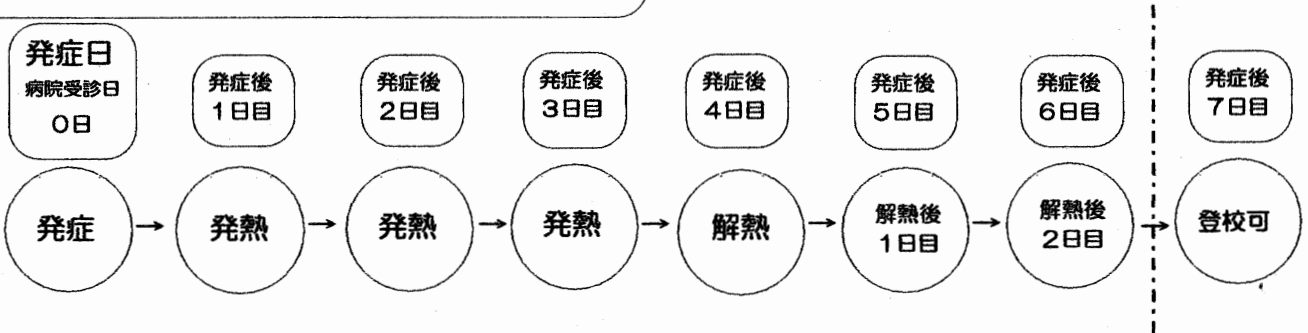 発症日
病院受診日
0日
発症後
1日目
発症後
2日目
発症後
3日目
発症後
4日目
発症後
5日目
発症後
6日目
発症後
7日目
発症
→
発熱
→
発熱
→
発熱
→
解熱
→
解熱後
1日目
→
解熱後
2日目
→
登校可